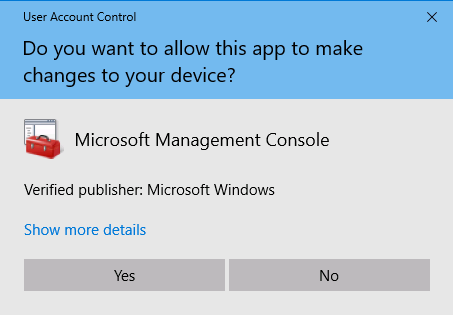 User Account Control
Do you want to allow this app to make
changes to your device?
Microsoft Management Console
Verified publisher: Microsoft Windows
Show more details
Yes
No